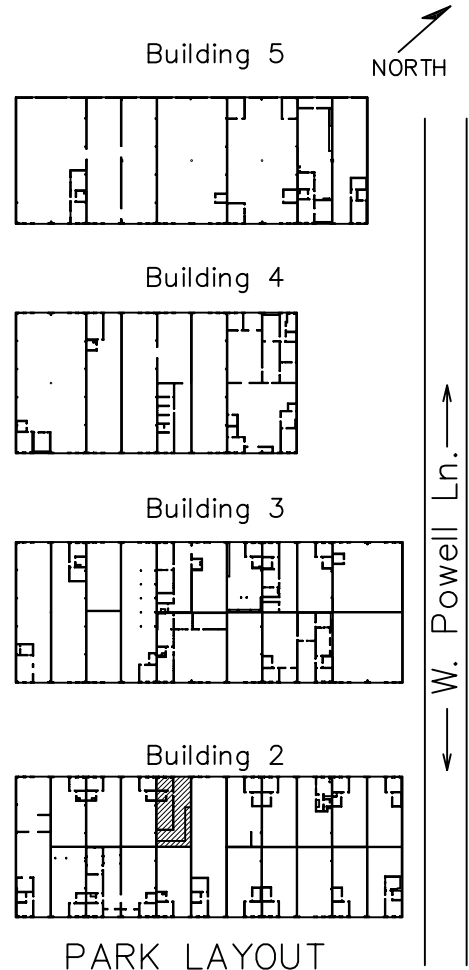 Building 5
NORTH
Building 4
Building 3
W. Powell Ln.
Building 2
PARK LAYOUT